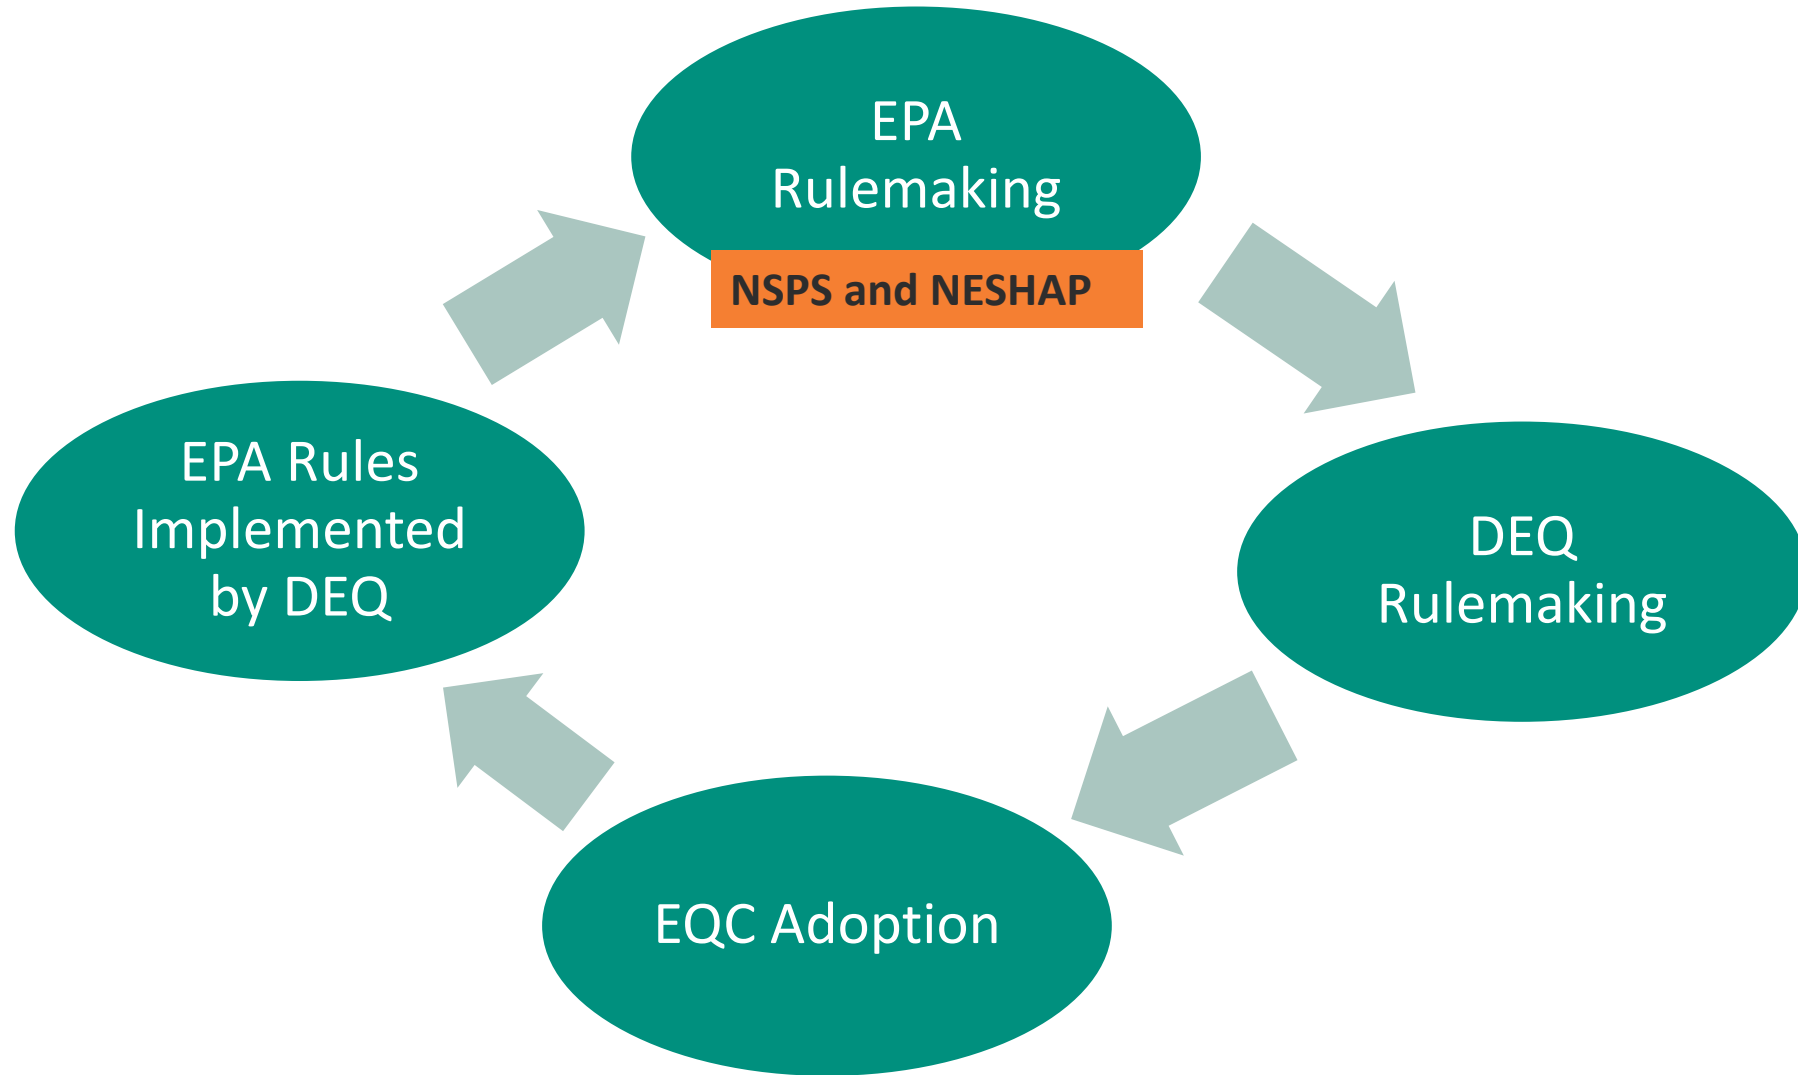 EPA
Rulemaking
NSPS and NESHAP
DEQ
Rulemaking
EQC Adoption
EPA Rules
Implemented
by DEQ